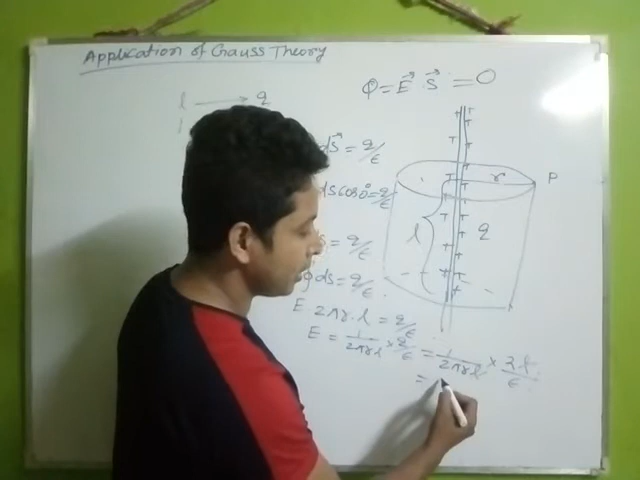 Application of Gauss Theory
φ = E⃗ S⃗ = 0
l → q
ds⃗ = q/ε
ds cos0° = q/ε
s = q/ε
∮ ds = q/ε
E. 2πr. l = q/ε
E = 1/2πrl × q/ε = 1/2πrl × λl/ε
=
r
P
l
q